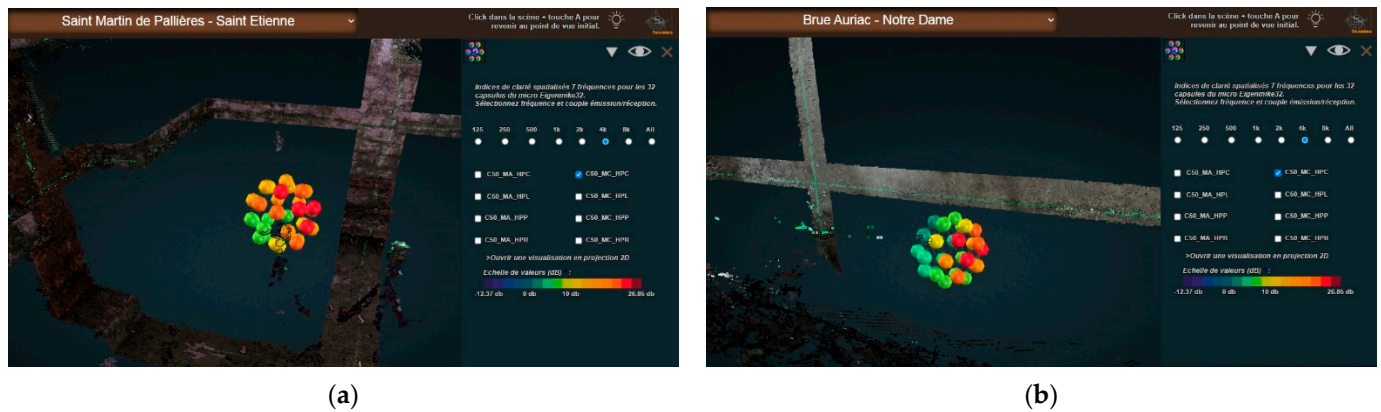 Saint Martin de Pallières - Saint Etienne
Click dans la scène + touche A pour
revenir au point de vue initial.
Indices de clarté spatialisés 7 fréquences pour les 32
capsules du micro Eigenmike32.
Sélectionnez fréquence et couple émission/réception.
125 250 500 1k 2k 4k 8k All
C50_MA_HPC C50_MC_HPC
C50_MA_HPL C50_MC_HPL
C50_MA_HPP C50_MC_HPP
C50_MA_HPR C50_MC_HPR
>Ouvrir une visualisation en projection 2D
Echelle de valeurs (dB) :
-12.37 db 0 db 10 db 26.85 db
(a)
Brue Auriac - Notre Dame
Click dans la scène + touche A pour
revenir au point de vue initial.
Indices de clarté spatialisés 7 fréquences pour les 32
capsules du micro Eigenmike32.
Sélectionnez fréquence et couple émission/réception.
125 250 500 1k 2k 4k 8k All
C50_MA_HPC C50_MC_HPC
C50_MA_HPL C50_MC_HPL
C50_MA_HPP C50_MC_HPP
C50_MA_HPR C50_MC_HPR
>Ouvrir une visualisation en projection 2D
Echelle de valeurs (dB) :
-12.37 db 0 db 10 db 26.85 db
(b)